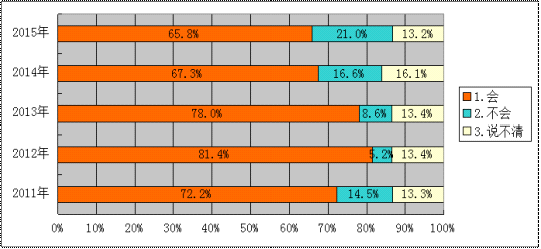 2015年 65.8% 21.0% 13.2%
2014年 67.3% 16.6% 16.1%
2013年 78.0% 8.6% 13.4%
2012年 81.4% 5.2% 13.4%
2011年 72.2% 14.5% 13.3%
0% 10% 20% 30% 40% 50% 60% 70% 80% 90% 100%
1.会
2.不会
3.说不清